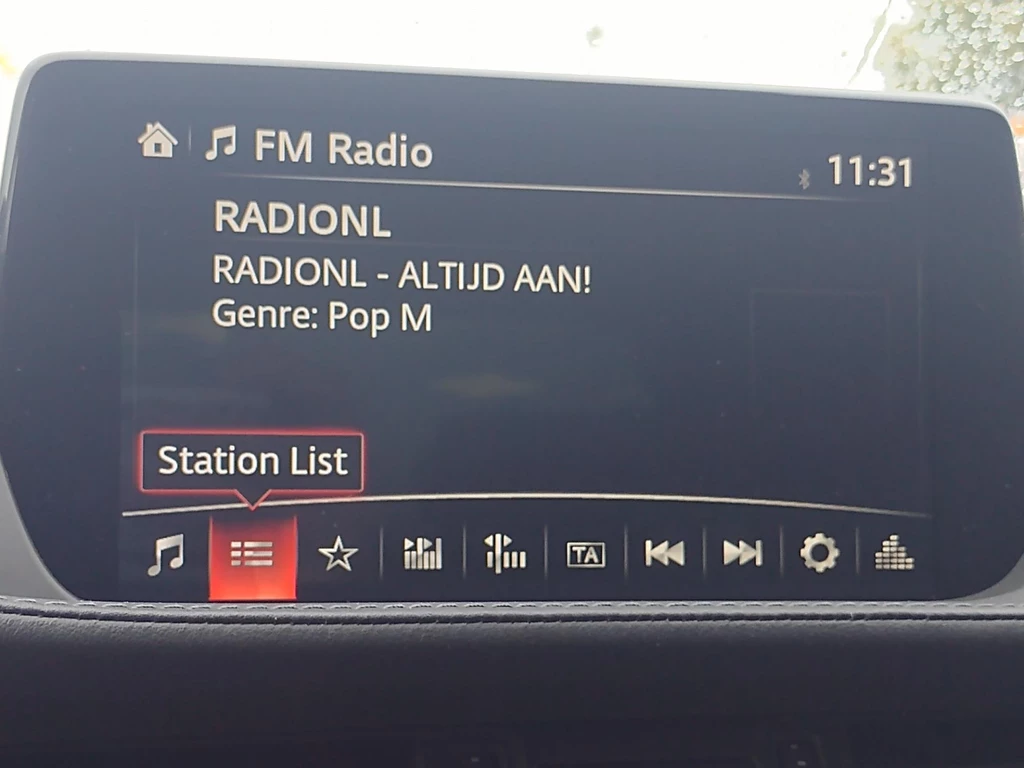 FM Radio
11:31
RADIONL
RADIONL - ALTIJD AAN!
Genre: Pop M
Station List
TA